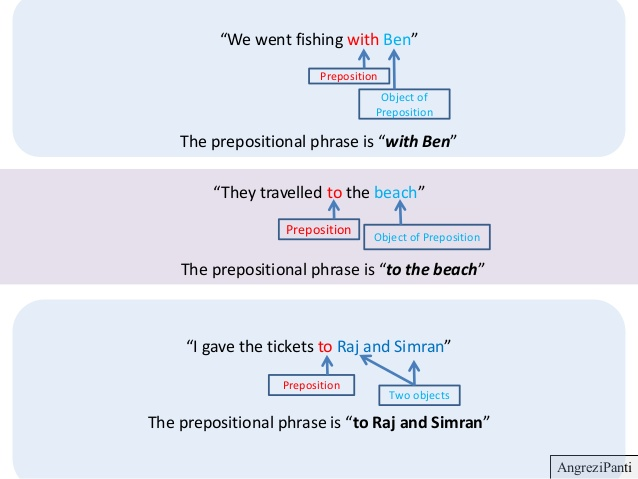 “We went fishing with Ben”
Preposition
Object of
Preposition
The prepositional phrase is “with Ben”
“They travelled to the beach”
Preposition
Object of Preposition
The prepositional phrase is “to the beach”
“I gave the tickets to Raj and Simran”
Preposition
Two objects
The prepositional phrase is “to Raj and Simran”
AngreziPanti